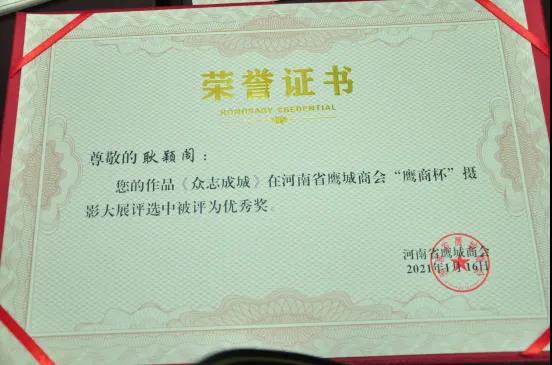 荣誉证书
HONORARY CREDENTIAL
尊敬的耿颖阁：
您的作品《众志成城》在河南省鹰城商会“鹰商杯”摄
影大展评选中被评为优秀奖。
河南省鹰城商会
2021年1月16日